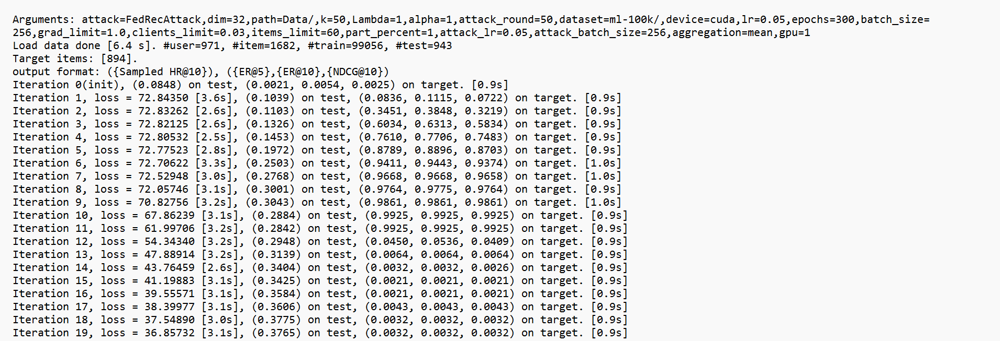 Arguments: attack=FedRecAttack,dim=32,path=Data/,k=50,Lambda=1,alpha=1,attack_round=50,dataset=ml-100k/,device=cuda,lr=0.05,epochs=300,batch_size=
256,grad_limit=1.0,clients_limit=0.03,items_limit=60,part_percent=1,attack_lr=0.05,attack_batch_size=256,aggregation=mean,gpu=1
Load data done [6.4 s]. #user=971, #item=1682, #train=99056, #test=943
Target items: [894].
output format: ({Sampled HR@10}), ({ER@5},{ER@10},{NDCG@10})
Iteration 0(init), (0.0848) on test, (0.0021, 0.0054, 0.0025) on target. [0.9s]
Iteration 1, loss = 72.84350 [3.6s], (0.1039) on test, (0.0836, 0.1115, 0.0722) on target. [0.9s]
Iteration 2, loss = 72.83262 [2.6s], (0.1103) on test, (0.3451, 0.3848, 0.3219) on target. [0.9s]
Iteration 3, loss = 72.82125 [2.6s], (0.1326) on test, (0.6034, 0.6313, 0.5834) on target. [0.9s]
Iteration 4, loss = 72.80532 [2.5s], (0.1453) on test, (0.7610, 0.7706, 0.7483) on target. [0.9s]
Iteration 5, loss = 72.77523 [2.8s], (0.1972) on test, (0.8789, 0.8896, 0.8703) on target. [0.9s]
Iteration 6, loss = 72.70622 [3.3s], (0.2503) on test, (0.9411, 0.9443, 0.9374) on target. [1.0s]
Iteration 7, loss = 72.52948 [3.0s], (0.2768) on test, (0.9668, 0.9668, 0.9658) on target. [1.0s]
Iteration 8, loss = 72.05746 [3.1s], (0.3001) on test, (0.9764, 0.9775, 0.9764) on target. [0.9s]
Iteration 9, loss = 70.82756 [3.2s], (0.3043) on test, (0.9861, 0.9861, 0.9861) on target. [1.0s]
Iteration 10, loss = 67.86239 [3.1s], (0.2884) on test, (0.9925, 0.9925, 0.9925) on target. [0.9s]
Iteration 11, loss = 61.99706 [3.2s], (0.2842) on test, (0.9925, 0.9925, 0.9925) on target. [0.9s]
Iteration 12, loss = 54.34340 [3.2s], (0.2948) on test, (0.0450, 0.0536, 0.0409) on target. [0.9s]
Iteration 13, loss = 47.88914 [3.2s], (0.3139) on test, (0.0064, 0.0064, 0.0064) on target. [0.9s]
Iteration 14, loss = 43.76459 [2.6s], (0.3404) on test, (0.0032, 0.0032, 0.0026) on target. [0.9s]
Iteration 15, loss = 41.19883 [3.1s], (0.3425) on test, (0.0021, 0.0021, 0.0021) on target. [0.9s]
Iteration 16, loss = 39.55571 [3.1s], (0.3584) on test, (0.0021, 0.0021, 0.0021) on target. [0.9s]
Iteration 17, loss = 38.39977 [3.1s], (0.3606) on test, (0.0043, 0.0043, 0.0043) on target. [0.9s]
Iteration 18, loss = 37.54890 [3.0s], (0.3775) on test, (0.0032, 0.0032, 0.0032) on target. [0.9s]
Iteration 19, loss = 36.85732 [3.1s], (0.3765) on test, (0.0032, 0.0032, 0.0032) on target. [0.9s]